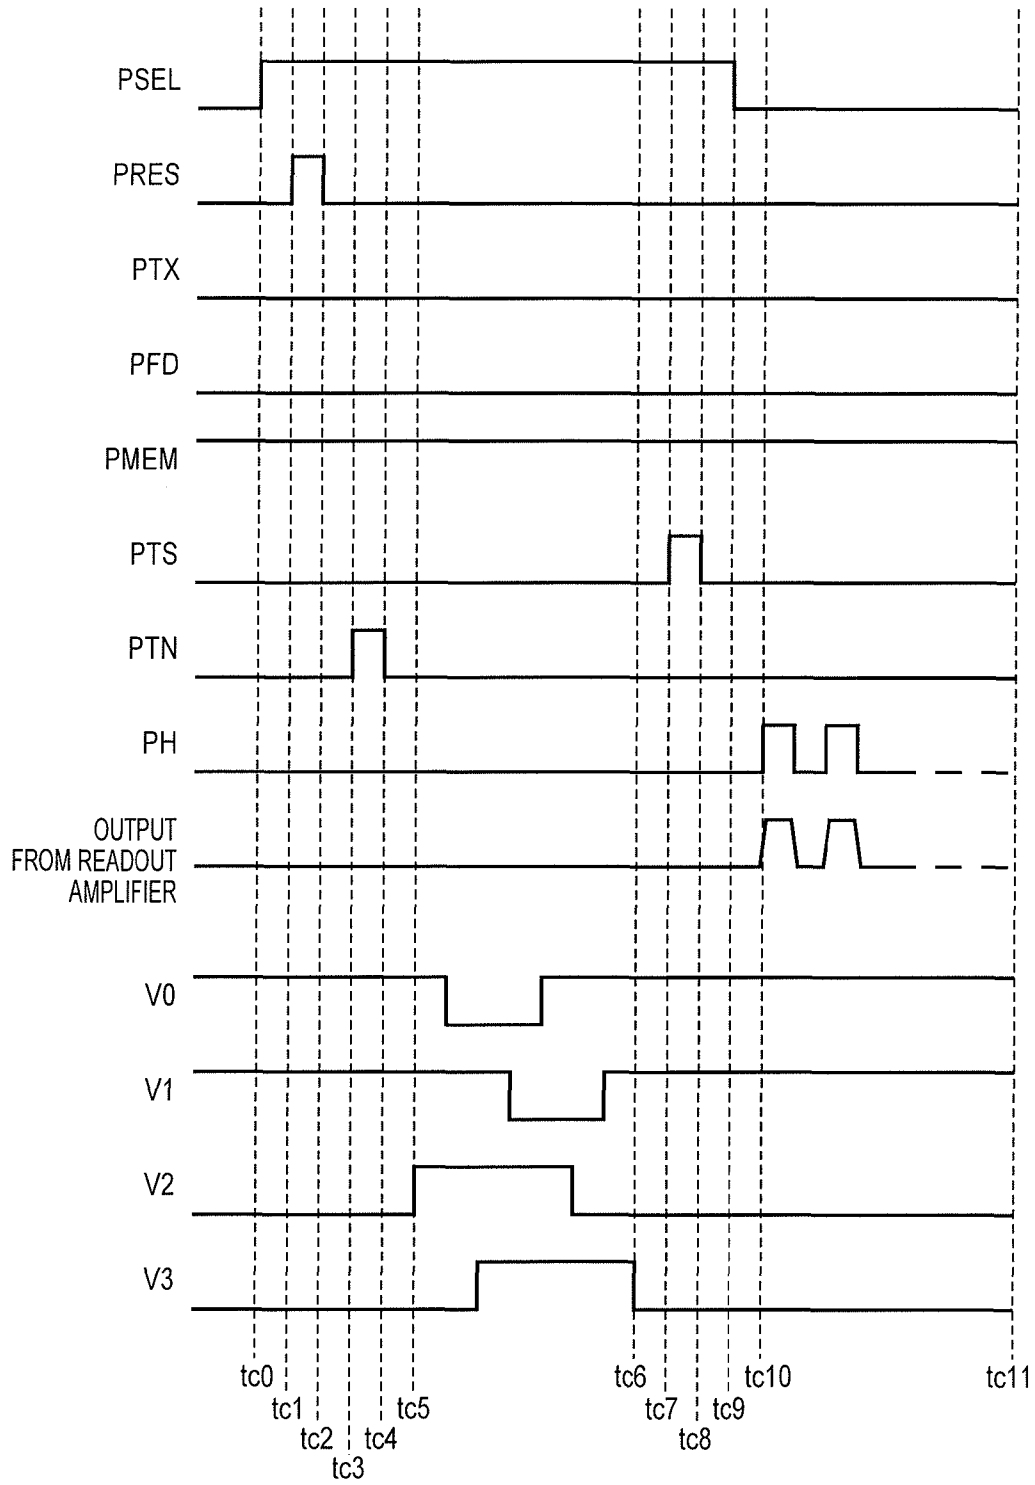 PSEL
PRES
PTX
PFD
PMEM
PTS
PTN
PH
OUTPUT
FROM READOUT
AMPLIFIER
V0
V1
V2
V3
tc0
tc6
tc10
tc11
tc1
tc5
tc7
tc9
tc2
tc4
tc8
tc3